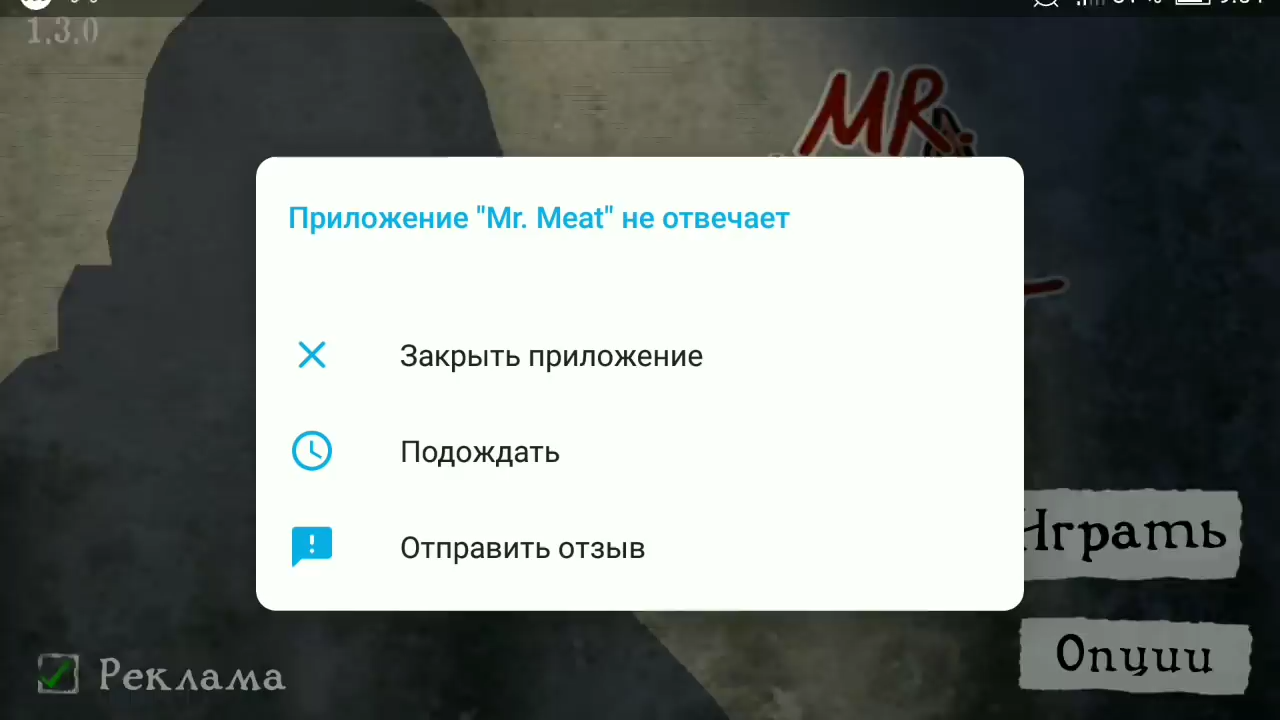 1.3.0
MR.
Приложение "Mr. Meat" не отвечает
Закрыть приложение
Подождать
Отправить отзыв
Играть
Опции
Реклама